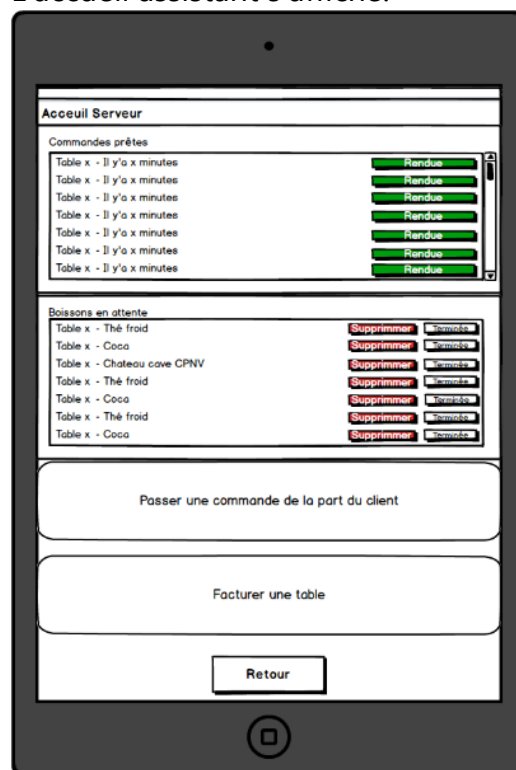 L'accueil assistant s'affiche.
Acceuil Serveur
Commandes prêtes
Table x - Il y'a x minutes Rendue
Table x - Il y'a x minutes Rendue
Table x - Il y'a x minutes Rendue
Table x - Il y'a x minutes Rendue
Table x - Il y'a x minutes Rendue
Table x - Il y'a x minutes Rendue
Table x - Il y'a x minutes Rendue
Boissons en attente
Table x - Thé froid Supprimmer Terminée
Table x - Coca Supprimmer Terminée
Table x - Chateau cave CPNV Supprimmer Terminée
Table x - Thé froid Supprimmer Terminée
Table x - Coca Supprimmer Terminée
Table x - Thé froid Supprimmer Terminée
Table x - Coca Supprimmer Terminée
Passer une commande de la part du client
Facturer une table
Retour